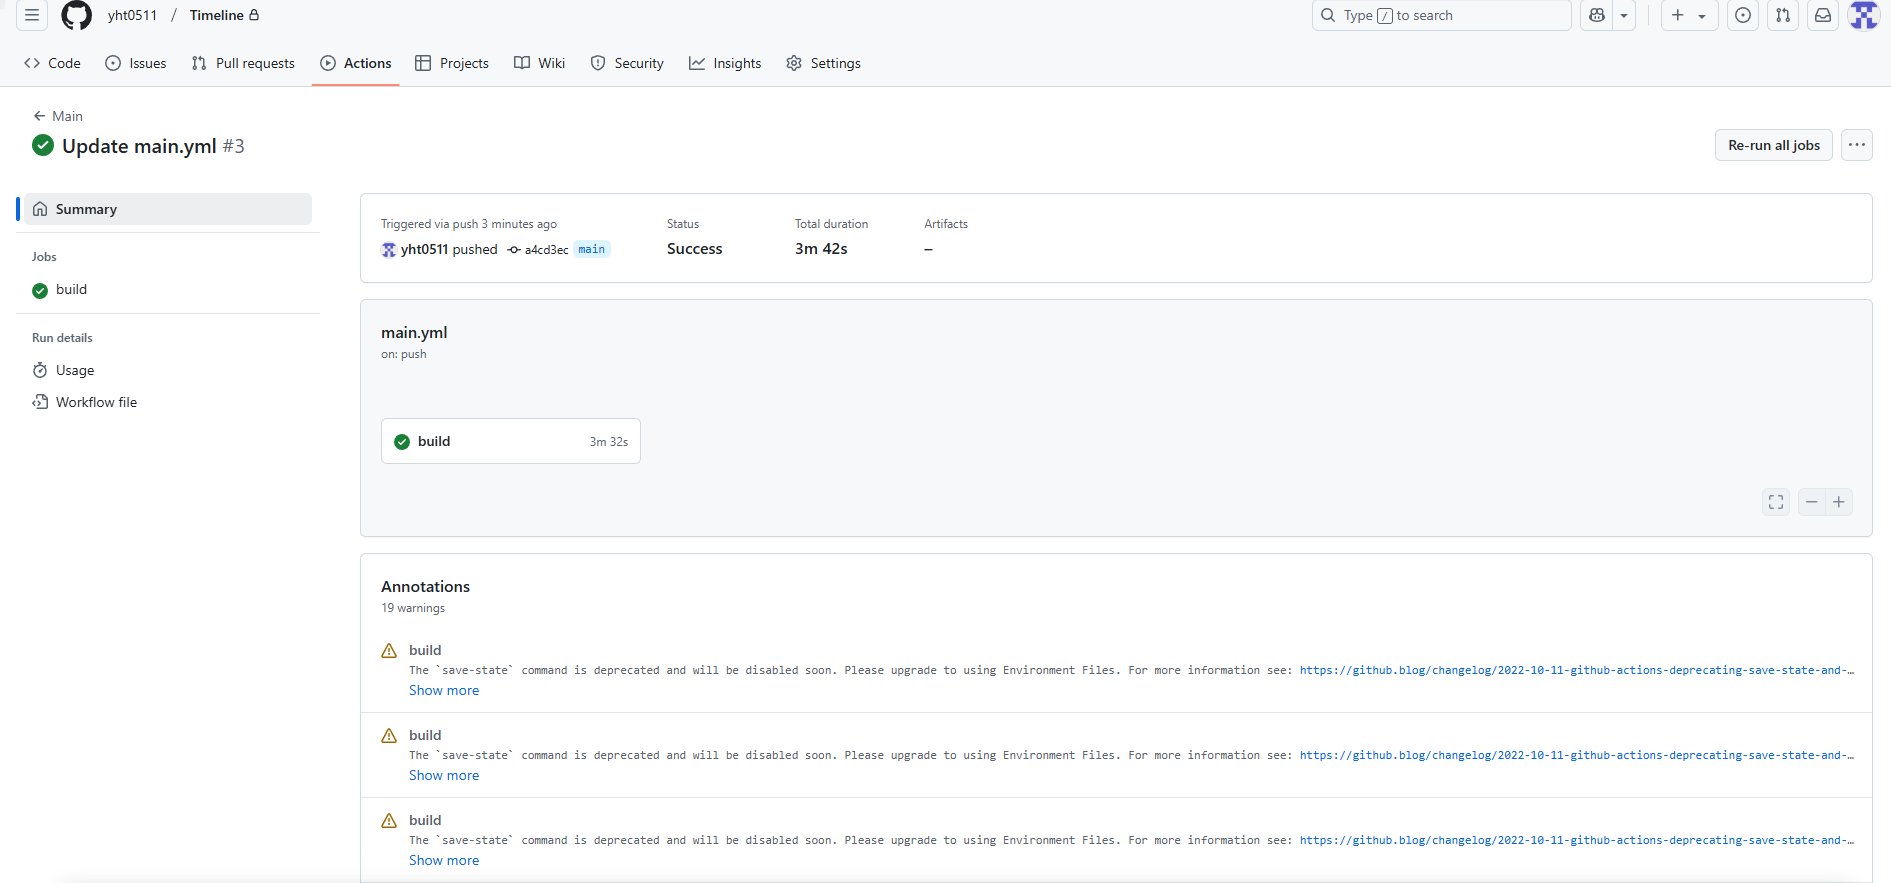 yht0511 / Timeline
Type / to search
Code Issues Pull requests Actions Projects Wiki Security Insights Settings
Main
Update main.yml #3
Re-run all jobs
Summary
Jobs
build
Run details
Usage
Workflow file
Triggered via push 3 minutes ago
yht0511 pushed a4cd3ec main
Status
Success
Total duration
3m 42s
Artifacts
–
main.yml
on: push
build 3m 32s
Annotations
19 warnings
build
The `save-state` command is deprecated and will be disabled soon. Please upgrade to using Environment Files. For more information see: https://github.blog/changelog/2022-10-11-github-actions-deprecating-save-state-and-…
Show more
build
The `save-state` command is deprecated and will be disabled soon. Please upgrade to using Environment Files. For more information see: https://github.blog/changelog/2022-10-11-github-actions-deprecating-save-state-and-…
Show more
build
The `save-state` command is deprecated and will be disabled soon. Please upgrade to using Environment Files. For more information see: https://github.blog/changelog/2022-10-11-github-actions-deprecating-save-state-and-…
Show more